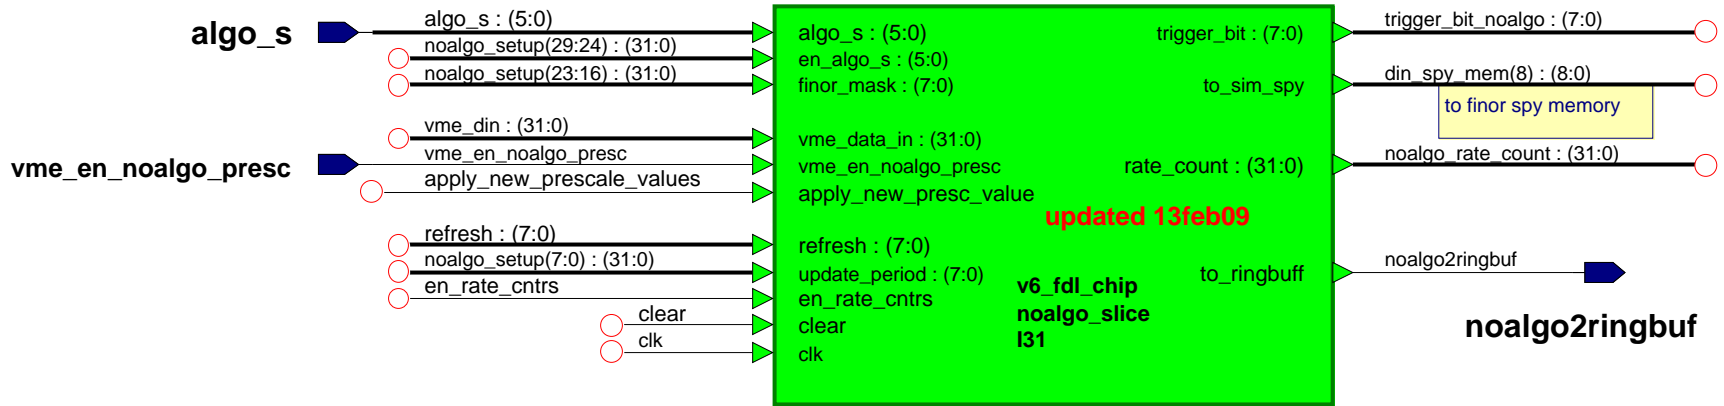 algo_s
algo_s : (5:0)
noalgo_setup(29:24) : (31:0)
noalgo_setup(23:16) : (31:0)
vme_din : (31:0)
vme_en_noalgo_presc
vme_en_noalgo_presc
apply_new_prescale_values
refresh : (7:0)
noalgo_setup(7:0) : (31:0)
en_rate_cntrs
clear
clk
algo_s : (5:0)
en_algo_s : (5:0)
finor_mask : (7:0)
vme_data_in : (31:0)
vme_en_noalgo_presc
apply_new_presc_value
refresh : (7:0)
update_period : (7:0)
en_rate_cntrs
clear
clk
trigger_bit : (7:0)
to_sim_spy
rate_count : (31:0)
updated 13feb09
to_ringbuff
v6_fdl_chip
noalgo_slice
I31
trigger_bit_noalgo : (7:0)
din_spy_mem(8) : (8:0)
to finor spy memory
noalgo_rate_count : (31:0)
noalgo2ringbuf
noalgo2ringbuf